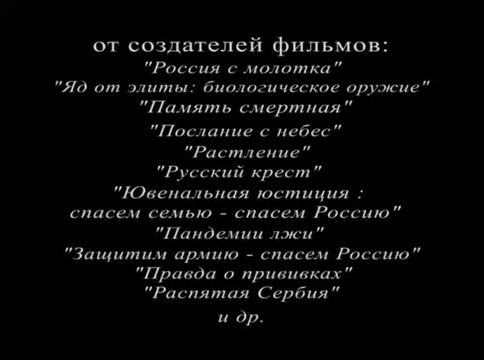 от создателей фильмов:
"Россия с молотка"
"Яд от элиты: биологическое оружие"
"Память смертная"
"Послание с небес"
"Растление"
"Русский крест"
"Ювенальная юстиция :
спасем семью - спасем Россию"
"Пандемии лжи"
"Защитим армию - спасем Россию"
"Правда о прививках"
"Распятая Сербия"
и др.